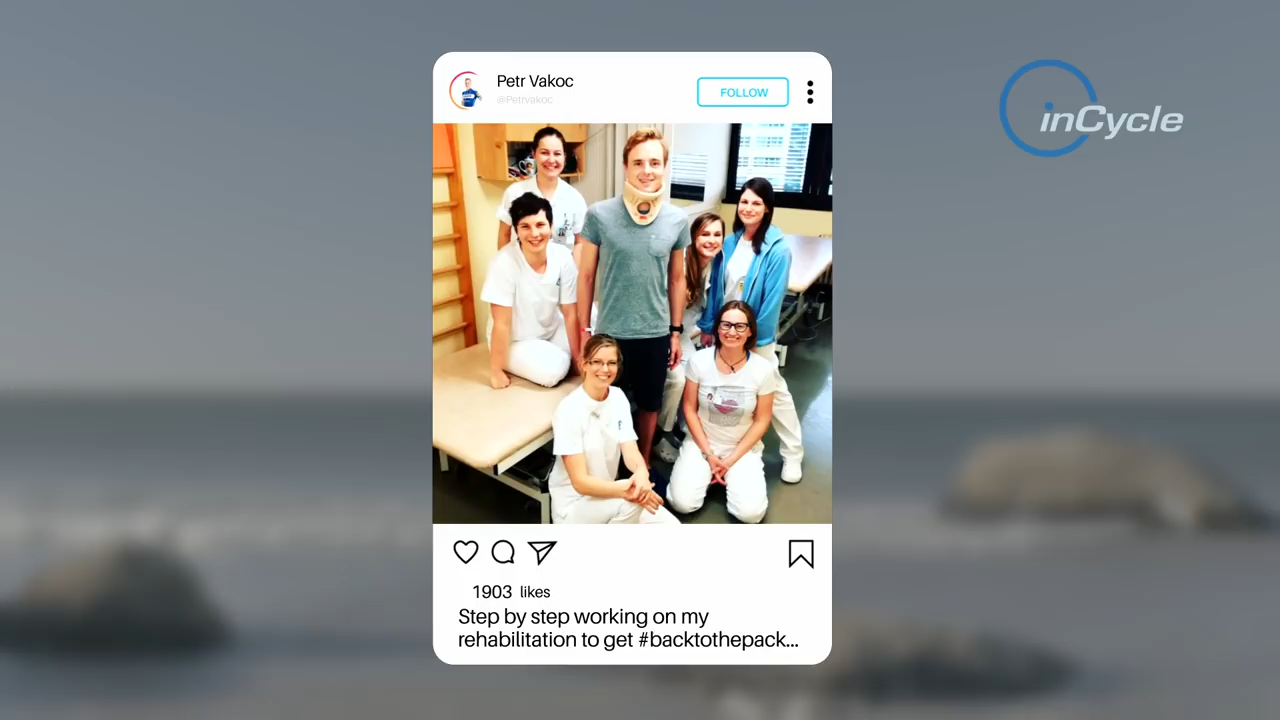 Petr Vakoc
@Petrvakoc
FOLLOW
inCycle
1903 likes
Step by step working on my
rehabilitation to get #backtothepack...